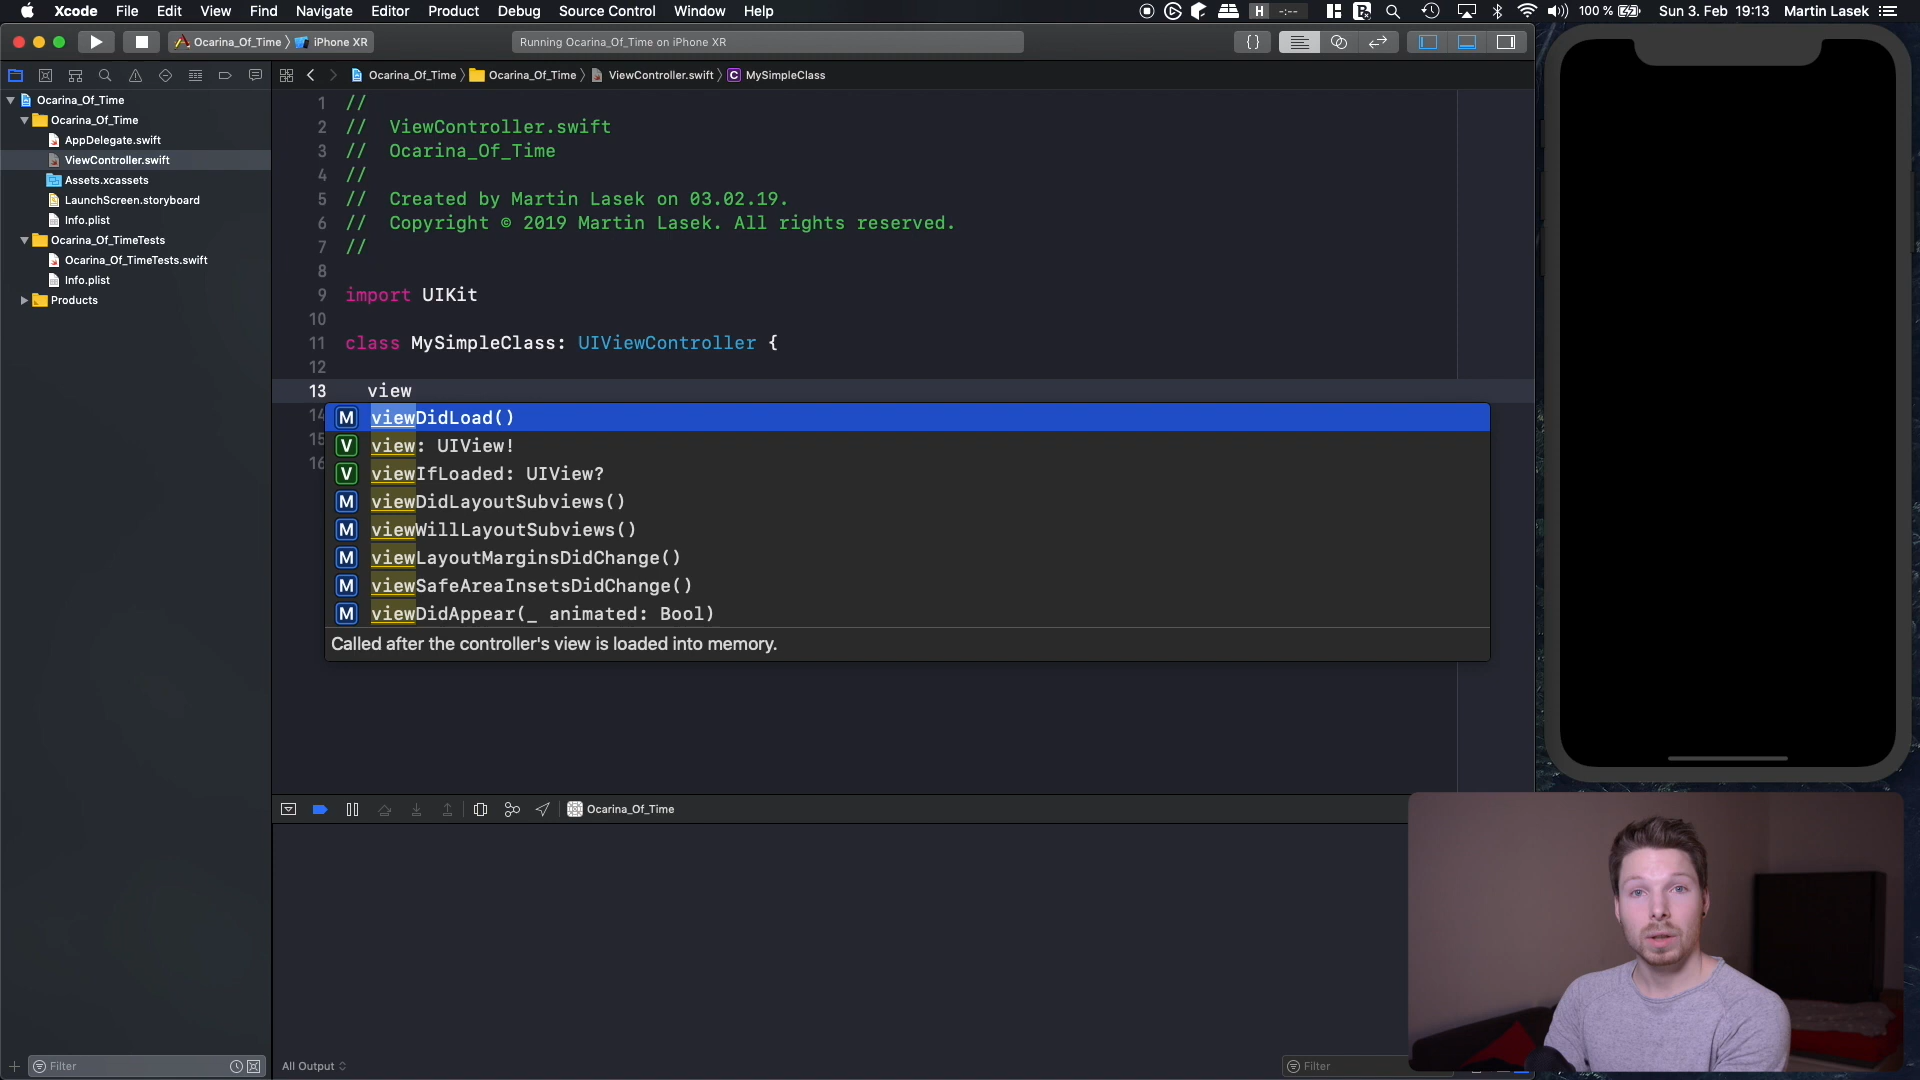 Xcode File Edit View Find Navigate Editor Product Debug Source Control Window Help
H -:-- 100 % Sun 3. Feb 19:13 Martin Lasek
Ocarina_Of_Time iPhone XR
Running Ocarina_Of_Time on iPhone XR
Ocarina_Of_Time Ocarina_Of_Time ViewController.swift C MySimpleClass
Ocarina_Of_Time
Ocarina_Of_Time
AppDelegate.swift
ViewController.swift
Assets.xcassets
LaunchScreen.storyboard
Info.plist
Ocarina_Of_TimeTests
Ocarina_Of_TimeTests.swift
Info.plist
Products
1 //
2 // ViewController.swift
3 // Ocarina_Of_Time
4 //
5 // Created by Martin Lasek on 03.02.19.
6 // Copyright © 2019 Martin Lasek. All rights reserved.
7 //
8
9 import UIKit
10
11 class MySimpleClass: UIViewController {
12
13 view
14
15
16
M viewDidLoad()
V view: UIView!
V viewIfLoaded: UIView?
M viewDidLayoutSubviews()
M viewWillLayoutSubviews()
M viewLayoutMarginsDidChange()
M viewSafeAreaInsetsDidChange()
M viewDidAppear(_ animated: Bool)
Called after the controller's view is loaded into memory.
Ocarina_Of_Time
Filter
All Output
Filter